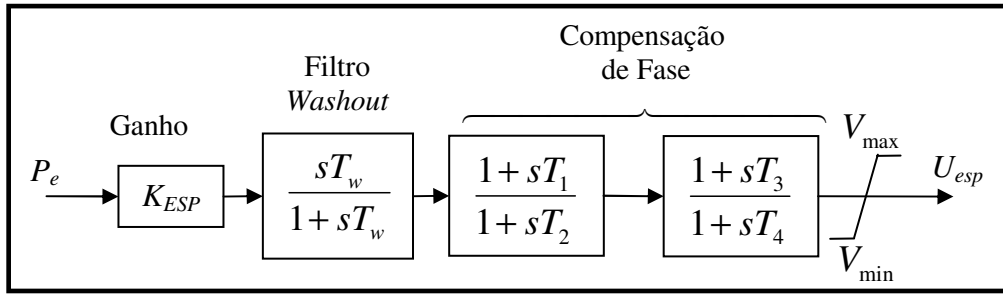 Compensação
de Fase
Filtro
Washout
Ganho
P_e
K_ESP
sT_w
1 + sT_w
1 + sT_1
1 + sT_2
1 + sT_3
1 + sT_4
V_max
V_min
U_esp